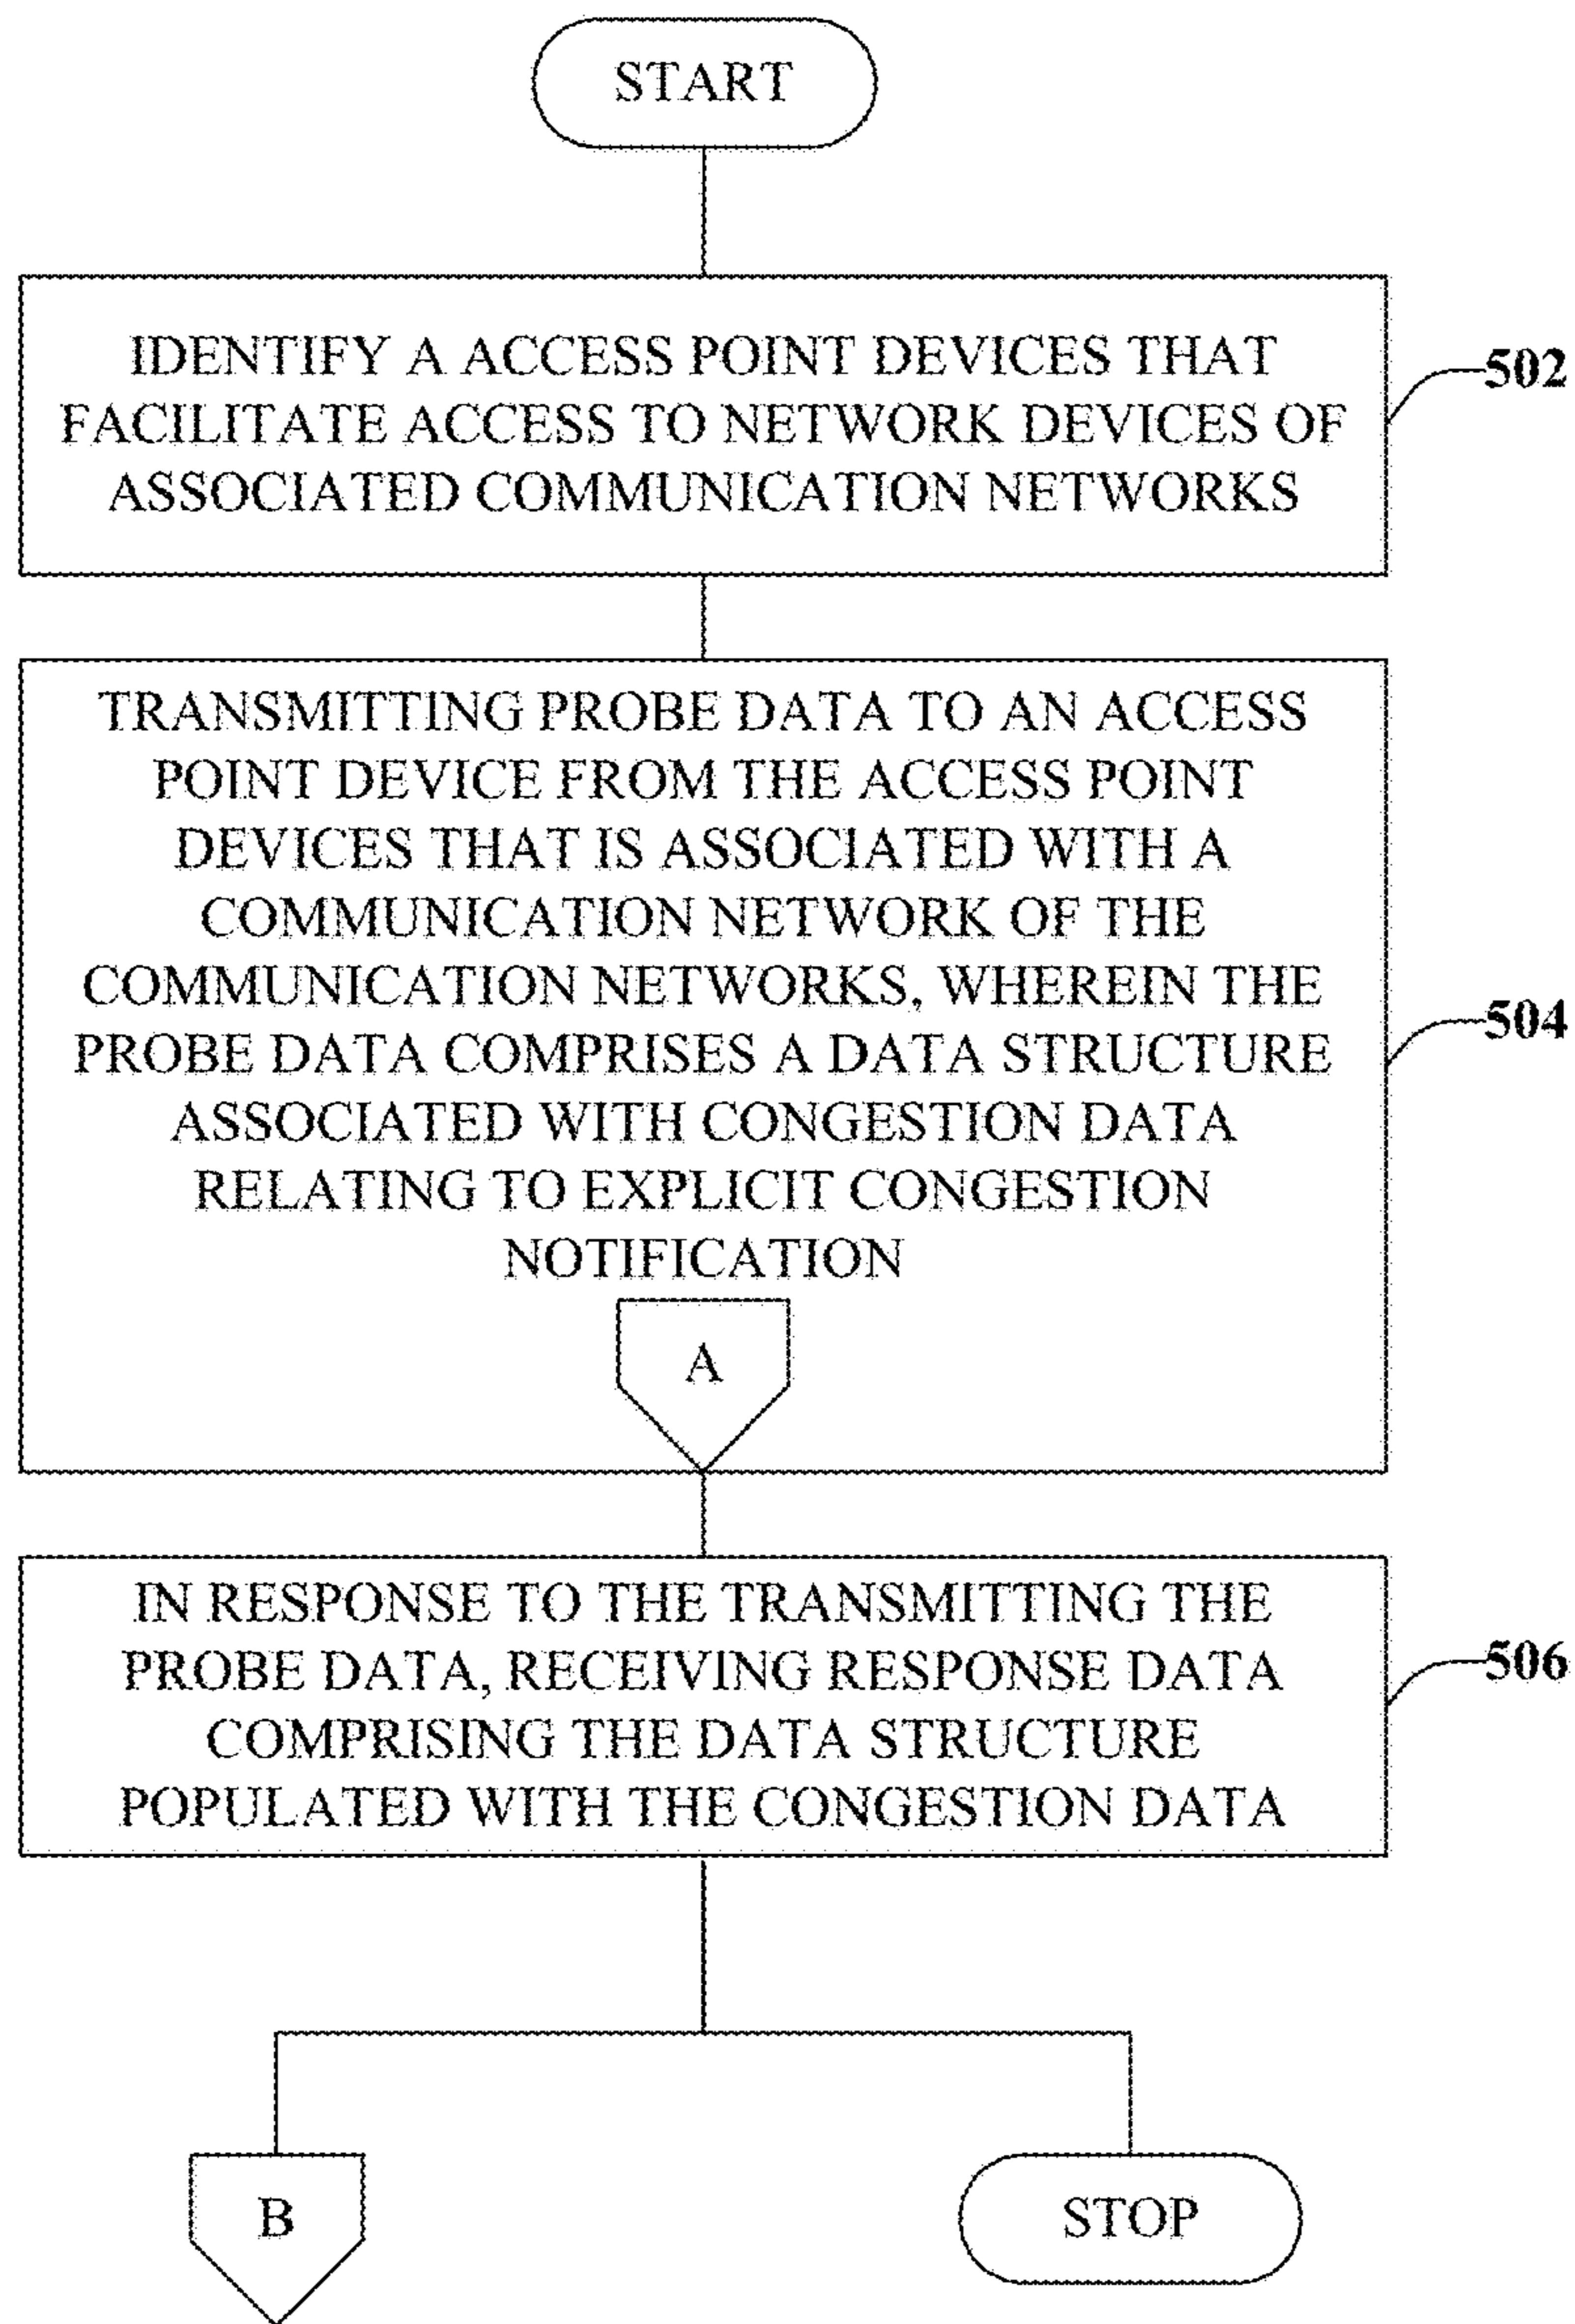 START
IDENTIFY A ACCESS POINT DEVICES THAT
FACILITATE ACCESS TO NETWORK DEVICES OF
ASSOCIATED COMMUNICATION NETWORKS
502
TRANSMITTING PROBE DATA TO AN ACCESS
POINT DEVICE FROM THE ACCESS POINT
DEVICES THAT IS ASSOCIATED WITH A
COMMUNICATION NETWORK OF THE
COMMUNICATION NETWORKS, WHEREIN THE
PROBE DATA COMPRISES A DATA STRUCTURE
ASSOCIATED WITH CONGESTION DATA
RELATING TO EXPLICIT CONGESTION
NOTIFICATION
504
A
IN RESPONSE TO THE TRANSMITTING THE
PROBE DATA, RECEIVING RESPONSE DATA
COMPRISING THE DATA STRUCTURE
POPULATED WITH THE CONGESTION DATA
506
B
STOP